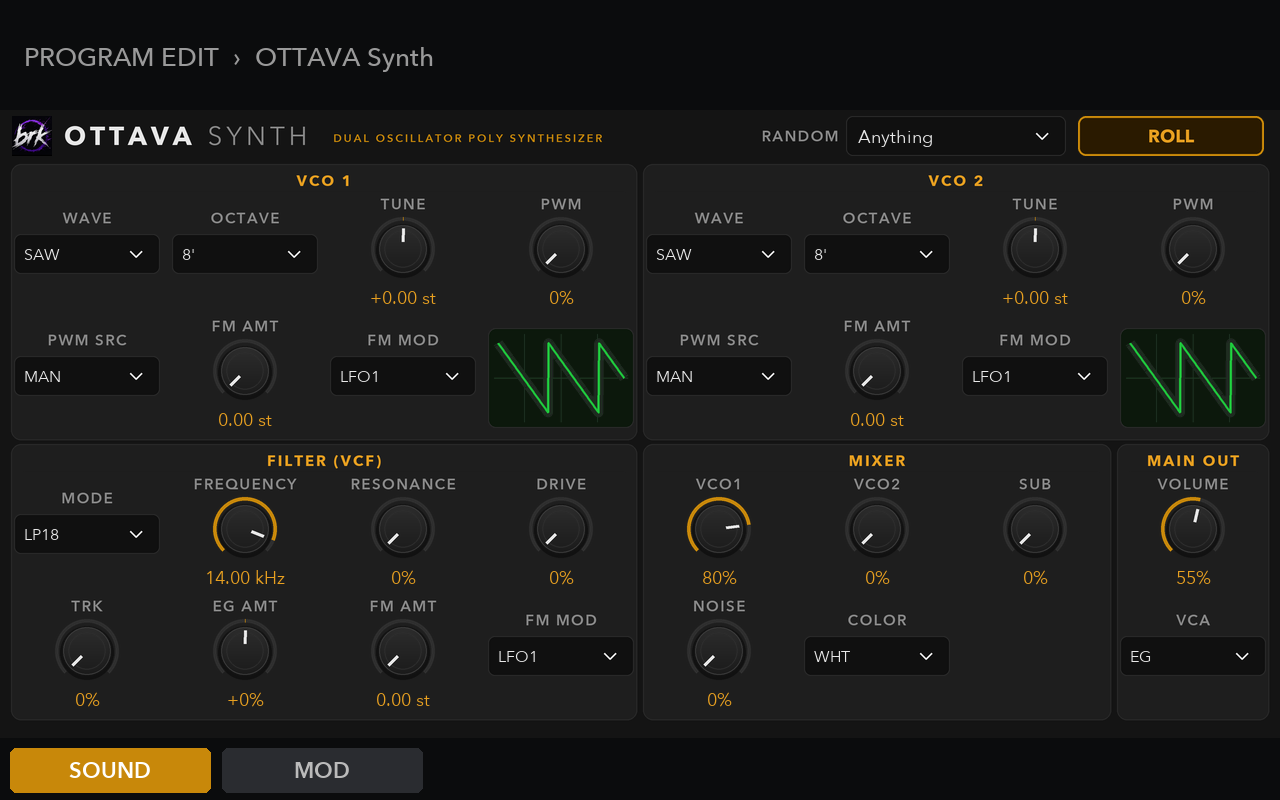 PROGRAM EDIT › OTTAVA Synth
brk OTTAVA SYNTH DUAL OSCILLATOR POLY SYNTHESIZER RANDOM Anything ROLL
VCO 1
WAVE OCTAVE TUNE PWM
SAW 8'
+0.00 st 0%
PWM SRC FM AMT FM MOD
MAN LFO1
0.00 st
VCO 2
WAVE OCTAVE TUNE PWM
SAW 8'
+0.00 st 0%
PWM SRC FM AMT FM MOD
MAN LFO1
0.00 st
FILTER (VCF)
MODE FREQUENCY RESONANCE DRIVE
LP18
14.00 kHz 0% 0%
TRK EG AMT FM AMT FM MOD
LFO1
0% +0% 0.00 st
MIXER
VCO1 VCO2 SUB
80% 0% 0%
NOISE COLOR
WHT
0%
MAIN OUT
VOLUME
55%
VCA
EG
SOUND MOD